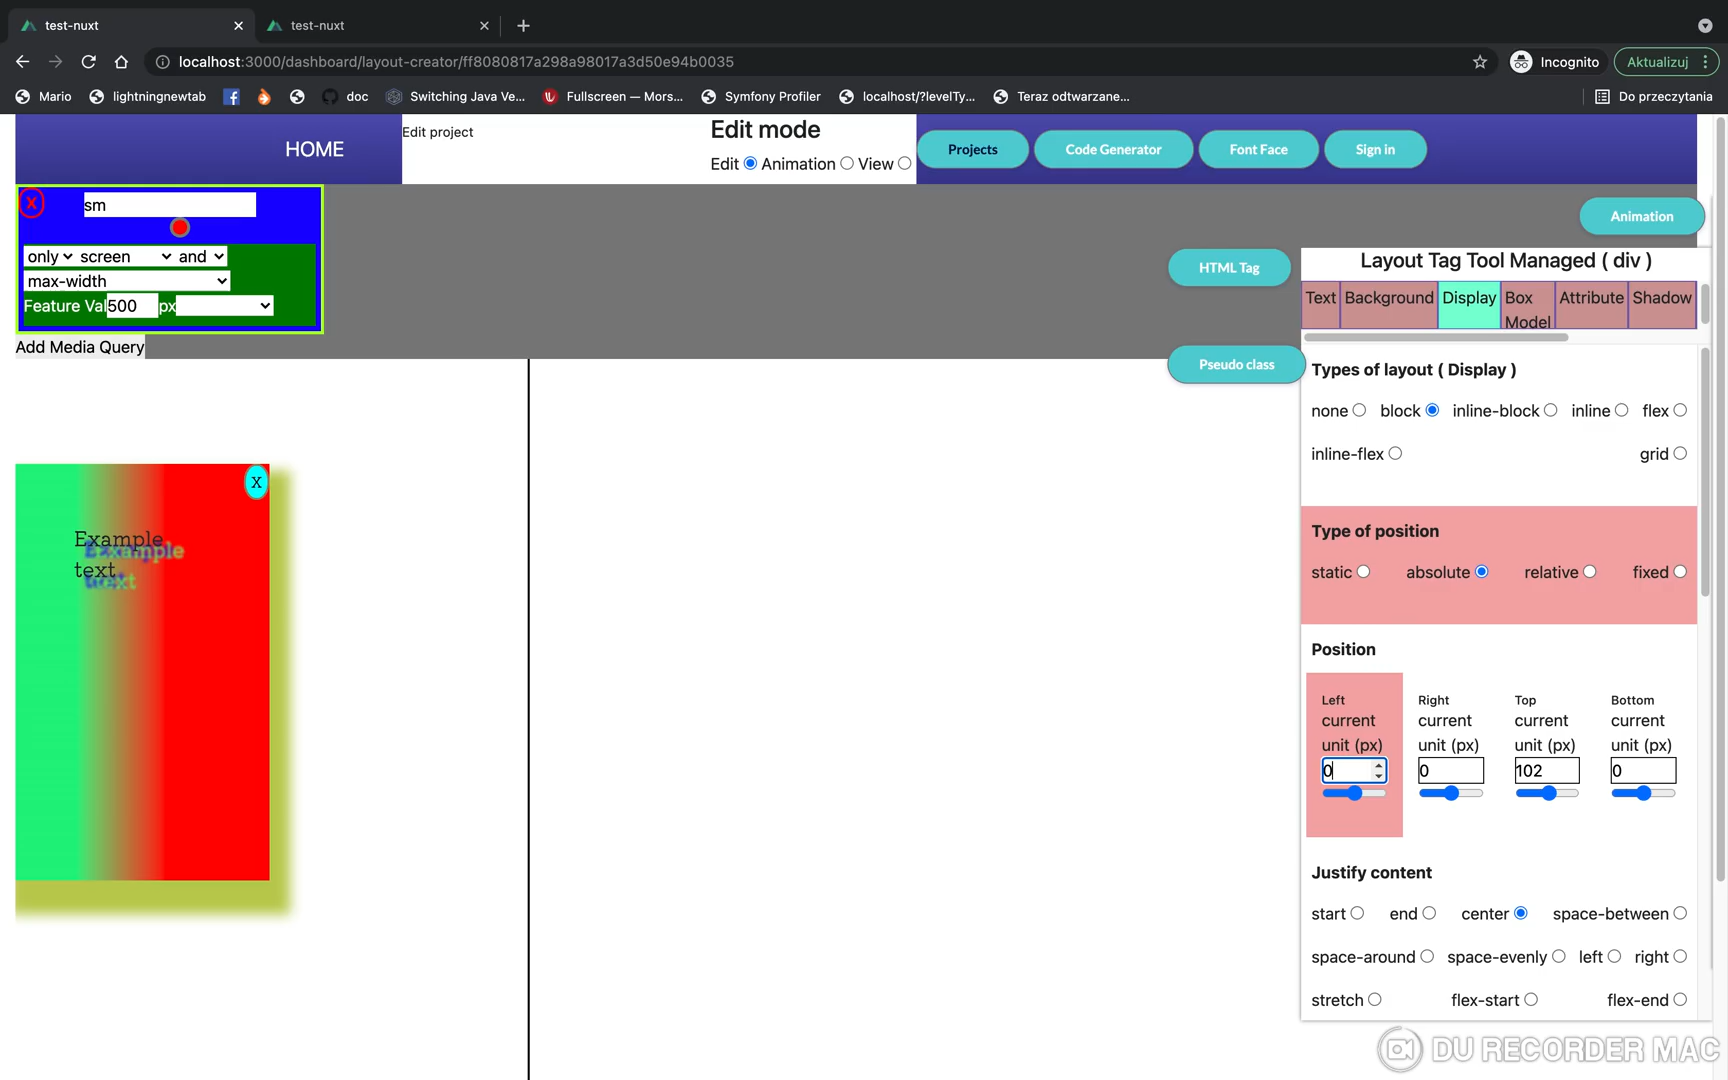 test-nuxt
test-nuxt
localhost:3000/dashboard/layout-creator/ff8080817a298a98017a3d50e94b0035
Incognito
Aktualizuj
Mario
lightningnewtab
doc
Switching Java Ve...
Fullscreen — Mors...
Symfony Profiler
localhost/?levelTy...
Teraz odtwarzane...
Do przeczytania
HOME
Edit project
Edit mode
Edit Animation View
Projects
Code Generator
Font Face
Sign in
X
sm
only screen and
max-width
Feature Val 500 px
Add Media Query
Animation
HTML Tag
Pseudo class
Layout Tag Tool Managed ( div )
Text Background Display Box Model Attribute Shadow
Types of layout ( Display )
none block inline-block inline flex
inline-flex grid
Type of position
static absolute relative fixed
Position
Left Right Top Bottom
current current current current
unit (px) unit (px) unit (px) unit (px)
0 0 102 0
Justify content
start end center space-between
space-around space-evenly left right
stretch flex-start flex-end
X
Example
text
Example
text
DU RECORDER MAC